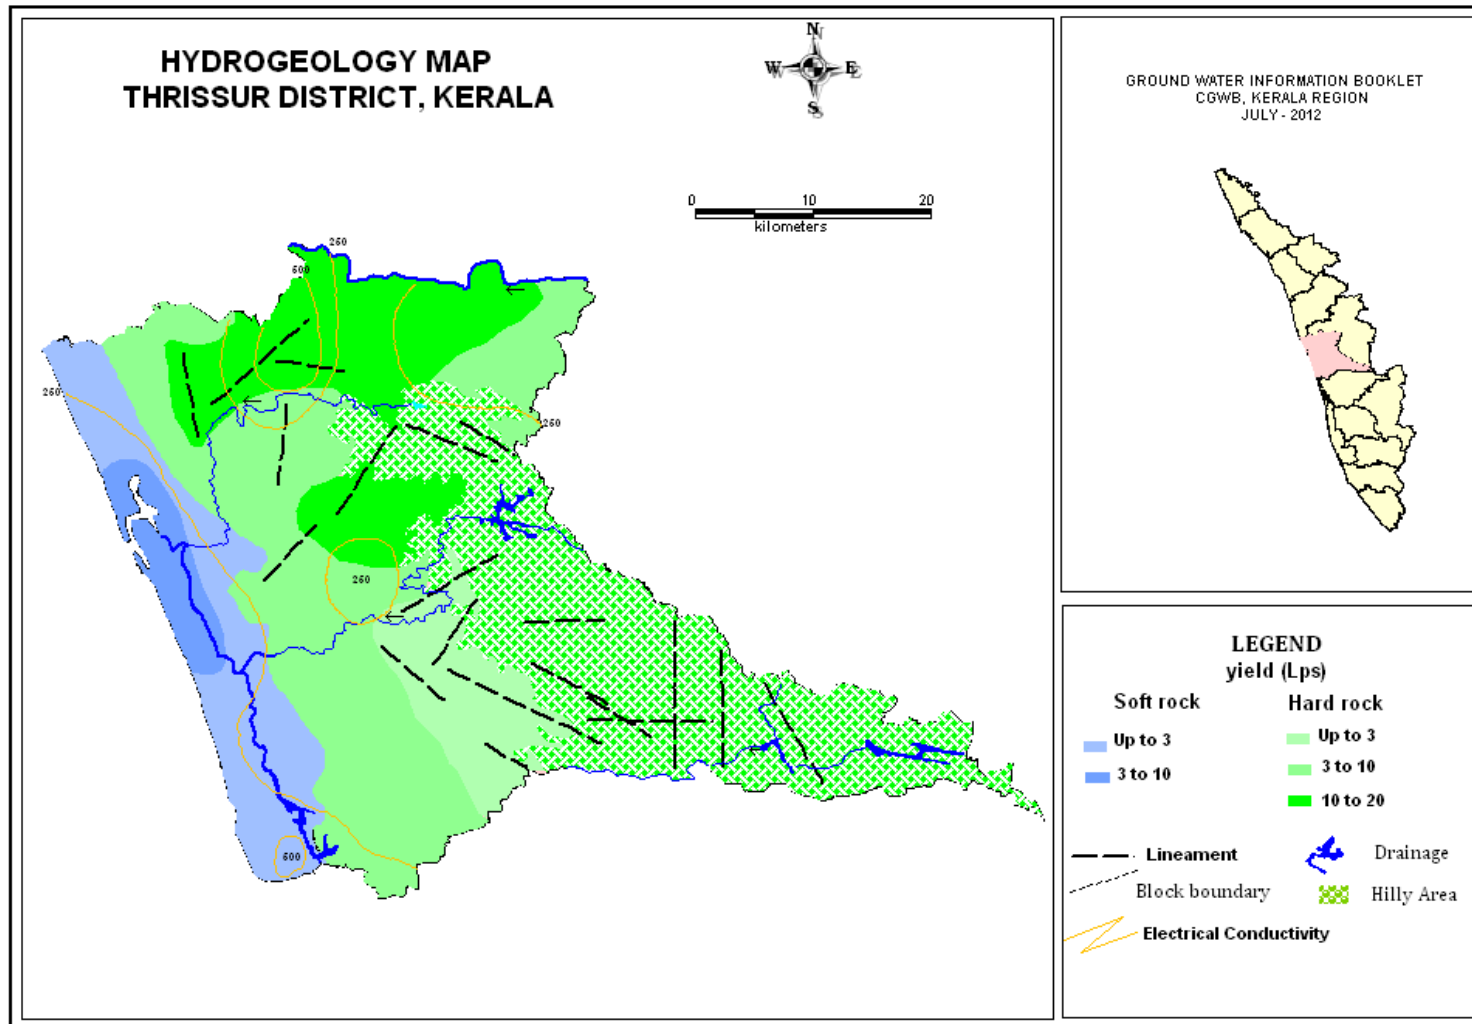 HYDROGEOLOGY MAP
THRISSUR DISTRICT, KERALA
N
W E
S
0 10 20
kilometers
250
500
250
250
250
500
GROUND WATER INFORMATION BOOKLET
CGWB, KERALA REGION
JULY - 2012
LEGEND
yield (Lps)
Soft rock
Up to 3
3 to 10
Hard rock
Up to 3
3 to 10
10 to 20
Lineament
Drainage
Block boundary
Hilly Area
Electrical Conductivity